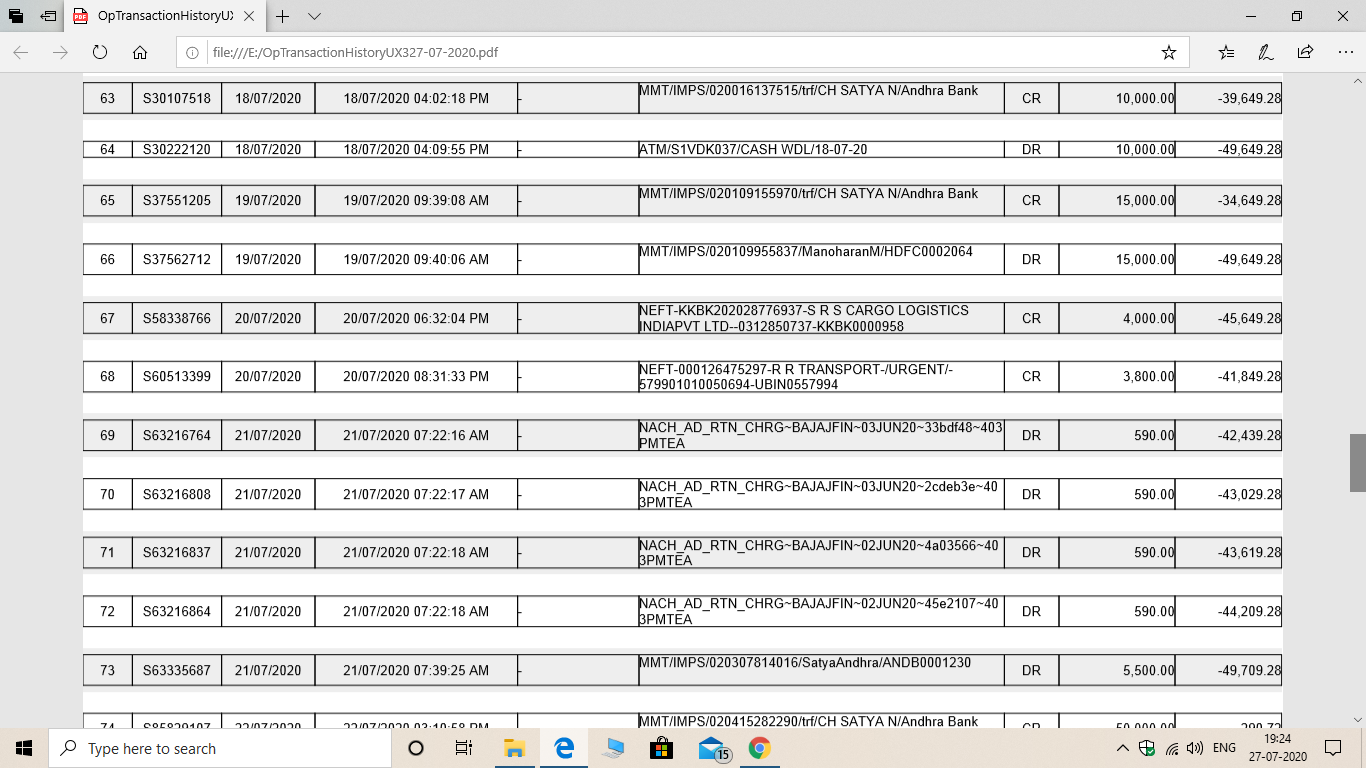 OpTransactionHistoryUX
file:///E:/OpTransactionHistoryUX327-07-2020.pdf
63 S30107518 18/07/2020 18/07/2020 04:02:18 PM - MMT/IMPS/020016137515/trf/CH SATYA N/Andhra Bank CR 10,000.00 -39,649.28
64 S30222120 18/07/2020 18/07/2020 04:09:55 PM - ATM/S1VDK037/CASH WDL/18-07-20 DR 10,000.00 -49,649.28
65 S37551205 19/07/2020 19/07/2020 09:39:08 AM - MMT/IMPS/020109155970/trf/CH SATYA N/Andhra Bank CR 15,000.00 -34,649.28
66 S37562712 19/07/2020 19/07/2020 09:40:06 AM - MMT/IMPS/020109955837/ManoharanM/HDFC0002064 DR 15,000.00 -49,649.28
67 S58338766 20/07/2020 20/07/2020 06:32:04 PM - NEFT-KKBK202028776937-S R S CARGO LOGISTICS
INDIAPVT LTD--0312850737-KKBK0000958 CR 4,000.00 -45,649.28
68 S60513399 20/07/2020 20/07/2020 08:31:33 PM - NEFT-000126475297-R R TRANSPORT-/URGENT/-
579901010050694-UBIN0557994 CR 3,800.00 -41,849.28
69 S63216764 21/07/2020 21/07/2020 07:22:16 AM - NACH_AD_RTN_CHRG~BAJAJFIN~03JUN20~33bdf48~403
PMTEA DR 590.00 -42,439.28
70 S63216808 21/07/2020 21/07/2020 07:22:17 AM - NACH_AD_RTN_CHRG~BAJAJFIN~03JUN20~2cdeb3e~40
3PMTEA DR 590.00 -43,029.28
71 S63216837 21/07/2020 21/07/2020 07:22:18 AM - NACH_AD_RTN_CHRG~BAJAJFIN~02JUN20~4a03566~40
3PMTEA DR 590.00 -43,619.28
72 S63216864 21/07/2020 21/07/2020 07:22:18 AM - NACH_AD_RTN_CHRG~BAJAJFIN~02JUN20~45e2107~40
3PMTEA DR 590.00 -44,209.28
73 S63335687 21/07/2020 21/07/2020 07:39:25 AM - MMT/IMPS/020307814016/SatyaAndhra/ANDB0001230 DR 5,500.00 -49,709.28
74 22/07/2020 MMT/IMPS/020415282290/trf/CH SATYA N/Andhra Bank CR 50,000.00
Type here to search
15
ENG
19:24
27-07-2020